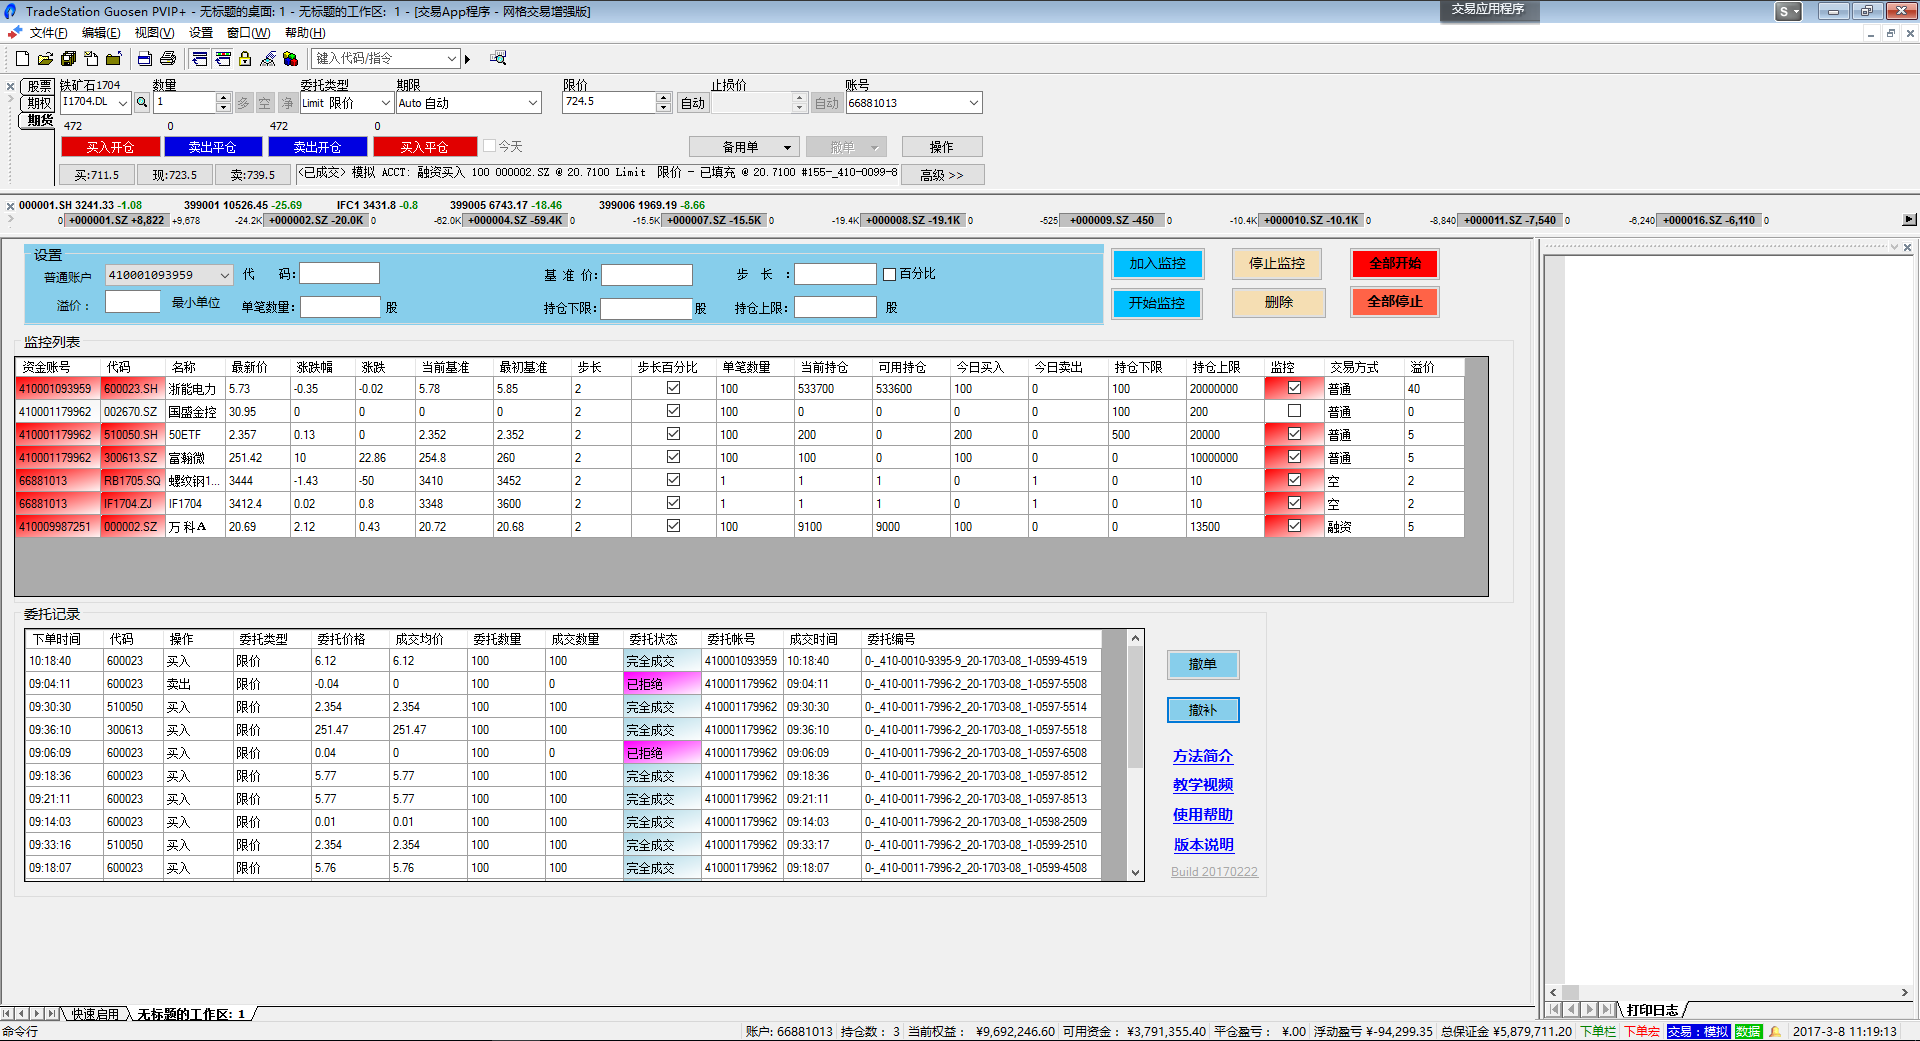 TradeStation Guosen PVIP+ - 无标题的桌面: 1 - 无标题的工作区: 1 - [交易App程序 - 网格交易增强版]
交易应用程序
S
文件(F) 编辑(E) 视图(V) 设置 窗口(W) 帮助(H)
键入代码/指令
股票 铁矿石1704 数量 委托类型 期限 限价 止损价 账号
期权 I1704.DL 1 多 空 净 Limit 限价 Auto 自动 724.5 自动 自动 66881013
期货
472 0 472 0
买入开仓 卖出平仓 卖出开仓 买入平仓 今天 备用单 撤单 操作
买:711.5 现:723.5 卖:739.5 <已成交> 模拟 ACCT: 融资买入 100 000002.SZ @ 20.7100 Limit 限价 - 已填充 @ 20.7100 #155-_410-0099-8 高级 >>
000001.SH 3241.33 -1.08 399001 10526.45 -25.69 IFC1 3431.8 -0.8 399005 6743.17 -18.46 399006 1969.19 -8.66
0 +000001.SZ +8,822 +9,678 -24.2K +000002.SZ -20.0K 0 -62.0K +000004.SZ -59.4K 0 -15.5K +000007.SZ -15.5K 0 -19.4K +000008.SZ -19.1K 0 -525 +000009.SZ -450 0 -10.4K +000010.SZ -10.1K 0 -8,840 +000011.SZ -7,540 0 -6,240 +000016.SZ -6,110 0
设置
普通账户 410001093959 代 码: 基 准 价: 步 长 : 百分比 加入监控 停止监控 全部开始
溢价: 最小单位 单笔数量: 股 持仓下限: 股 持仓上限: 股 开始监控 删除 全部停止
监控列表
资金账号 代码 名称 最新价 涨跌幅 涨跌 当前基准 最初基准 步长 步长百分比 单笔数量 当前持仓 可用持仓 今日买入 今日卖出 持仓下限 持仓上限 监控 交易方式 溢价
410001093959 600023.SH 浙能电力 5.73 -0.35 -0.02 5.78 5.85 2 100 533700 533600 100 0 100 20000000 普通 40
410001179962 002670.SZ 国盛金控 30.95 0 0 0 0 2 100 0 0 0 0 100 200 普通 0
410001179962 510050.SH 50ETF 2.357 0.13 0 2.352 2.352 2 100 200 0 200 0 500 20000 普通 5
410001179962 300613.SZ 富瀚微 251.42 10 22.86 254.8 260 2 100 100 0 100 0 0 10000000 普通 5
66881013 RB1705.SQ 螺纹钢1... 3444 -1.43 -50 3410 3452 2 1 1 1 0 1 0 10 空 2
66881013 IF1704.ZJ IF1704 3412.4 0.02 0.8 3348 3600 2 1 1 1 0 1 0 10 空 2
410009987251 000002.SZ 万 科A 20.69 2.12 0.43 20.72 20.68 2 100 9100 9000 100 0 0 13500 融资 5
委托记录
下单时间 代码 操作 委托类型 委托价格 成交均价 委托数量 成交数量 委托状态 委托帐号 成交时间 委托编号
10:18:40 600023 买入 限价 6.12 6.12 100 100 完全成交 410001093959 10:18:40 0-_410-0010-9395-9_20-1703-08_1-0599-4519
09:04:11 600023 卖出 限价 -0.04 0 100 0 已拒绝 410001179962 09:04:11 0-_410-0011-7996-2_20-1703-08_1-0597-5508
09:30:30 510050 买入 限价 2.354 2.354 100 100 完全成交 410001179962 09:30:30 0-_410-0011-7996-2_20-1703-08_1-0597-5514
09:36:10 300613 买入 限价 251.47 251.47 100 100 完全成交 410001179962 09:36:10 0-_410-0011-7996-2_20-1703-08_1-0597-5518
09:06:09 600023 买入 限价 0.04 0 100 0 已拒绝 410001179962 09:06:09 0-_410-0011-7996-2_20-1703-08_1-0597-6508
09:18:36 600023 买入 限价 5.77 5.77 100 100 完全成交 410001179962 09:18:36 0-_410-0011-7996-2_20-1703-08_1-0597-8512
09:21:11 600023 买入 限价 5.77 5.77 100 100 完全成交 410001179962 09:21:11 0-_410-0011-7996-2_20-1703-08_1-0597-8513
09:14:03 600023 买入 限价 0.01 0.01 100 100 完全成交 410001179962 09:14:03 0-_410-0011-7996-2_20-1703-08_1-0598-2509
09:33:16 510050 买入 限价 2.354 2.354 100 100 完全成交 410001179962 09:33:17 0-_410-0011-7996-2_20-1703-08_1-0599-2510
09:18:07 600023 买入 限价 5.76 5.76 100 100 完全成交 410001179962 09:18:07 0-_410-0011-7996-2_20-1703-08_1-0599-4508
撤单
撤补
方法简介
教学视频
使用帮助
版本说明
Build 20170222
快速启用 无标题的工作区: 1 打印日志
命令行 账户: 66881013 持仓数: 3 当前权益: ¥9,692,246.60 可用资金: ¥3,791,355.40 平仓盈亏: ¥.00 浮动盈亏 ¥-94,299.35 总保证金 ¥5,879,711.20 下单栏 下单宏 交易:模拟 数据 2017-3-8 11:19:13